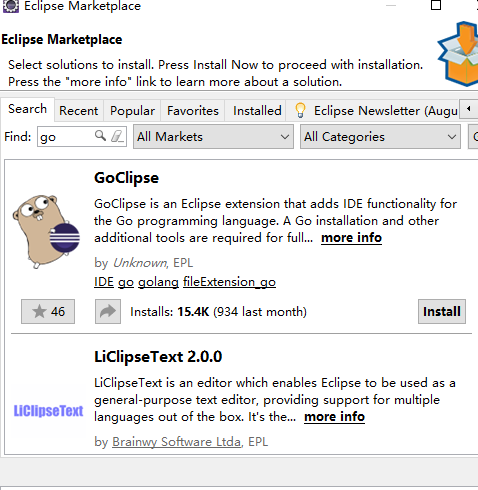 Eclipse Marketplace
Eclipse Marketplace
Select solutions to install. Press Install Now to proceed with installation.
Press the "more info" link to learn more about a solution.
Search Recent Popular Favorites Installed Eclipse Newsletter (Augu
Find: go All Markets All Categories
GoClipse
GoClipse is an Eclipse extension that adds IDE functionality for
the Go programming language. A Go installation and other
additional tools are required for full... more info
by Unknown, EPL
IDE go golang fileExtension_go
46 Installs: 15.4K (934 last month) Install
LiClipseText 2.0.0
LiClipseText
LiClipseText is an editor which enables Eclipse to be used as a
general-purpose text editor, providing support for multiple
languages out of the box. It's the... more info
by Brainwy Software Ltda, EPL